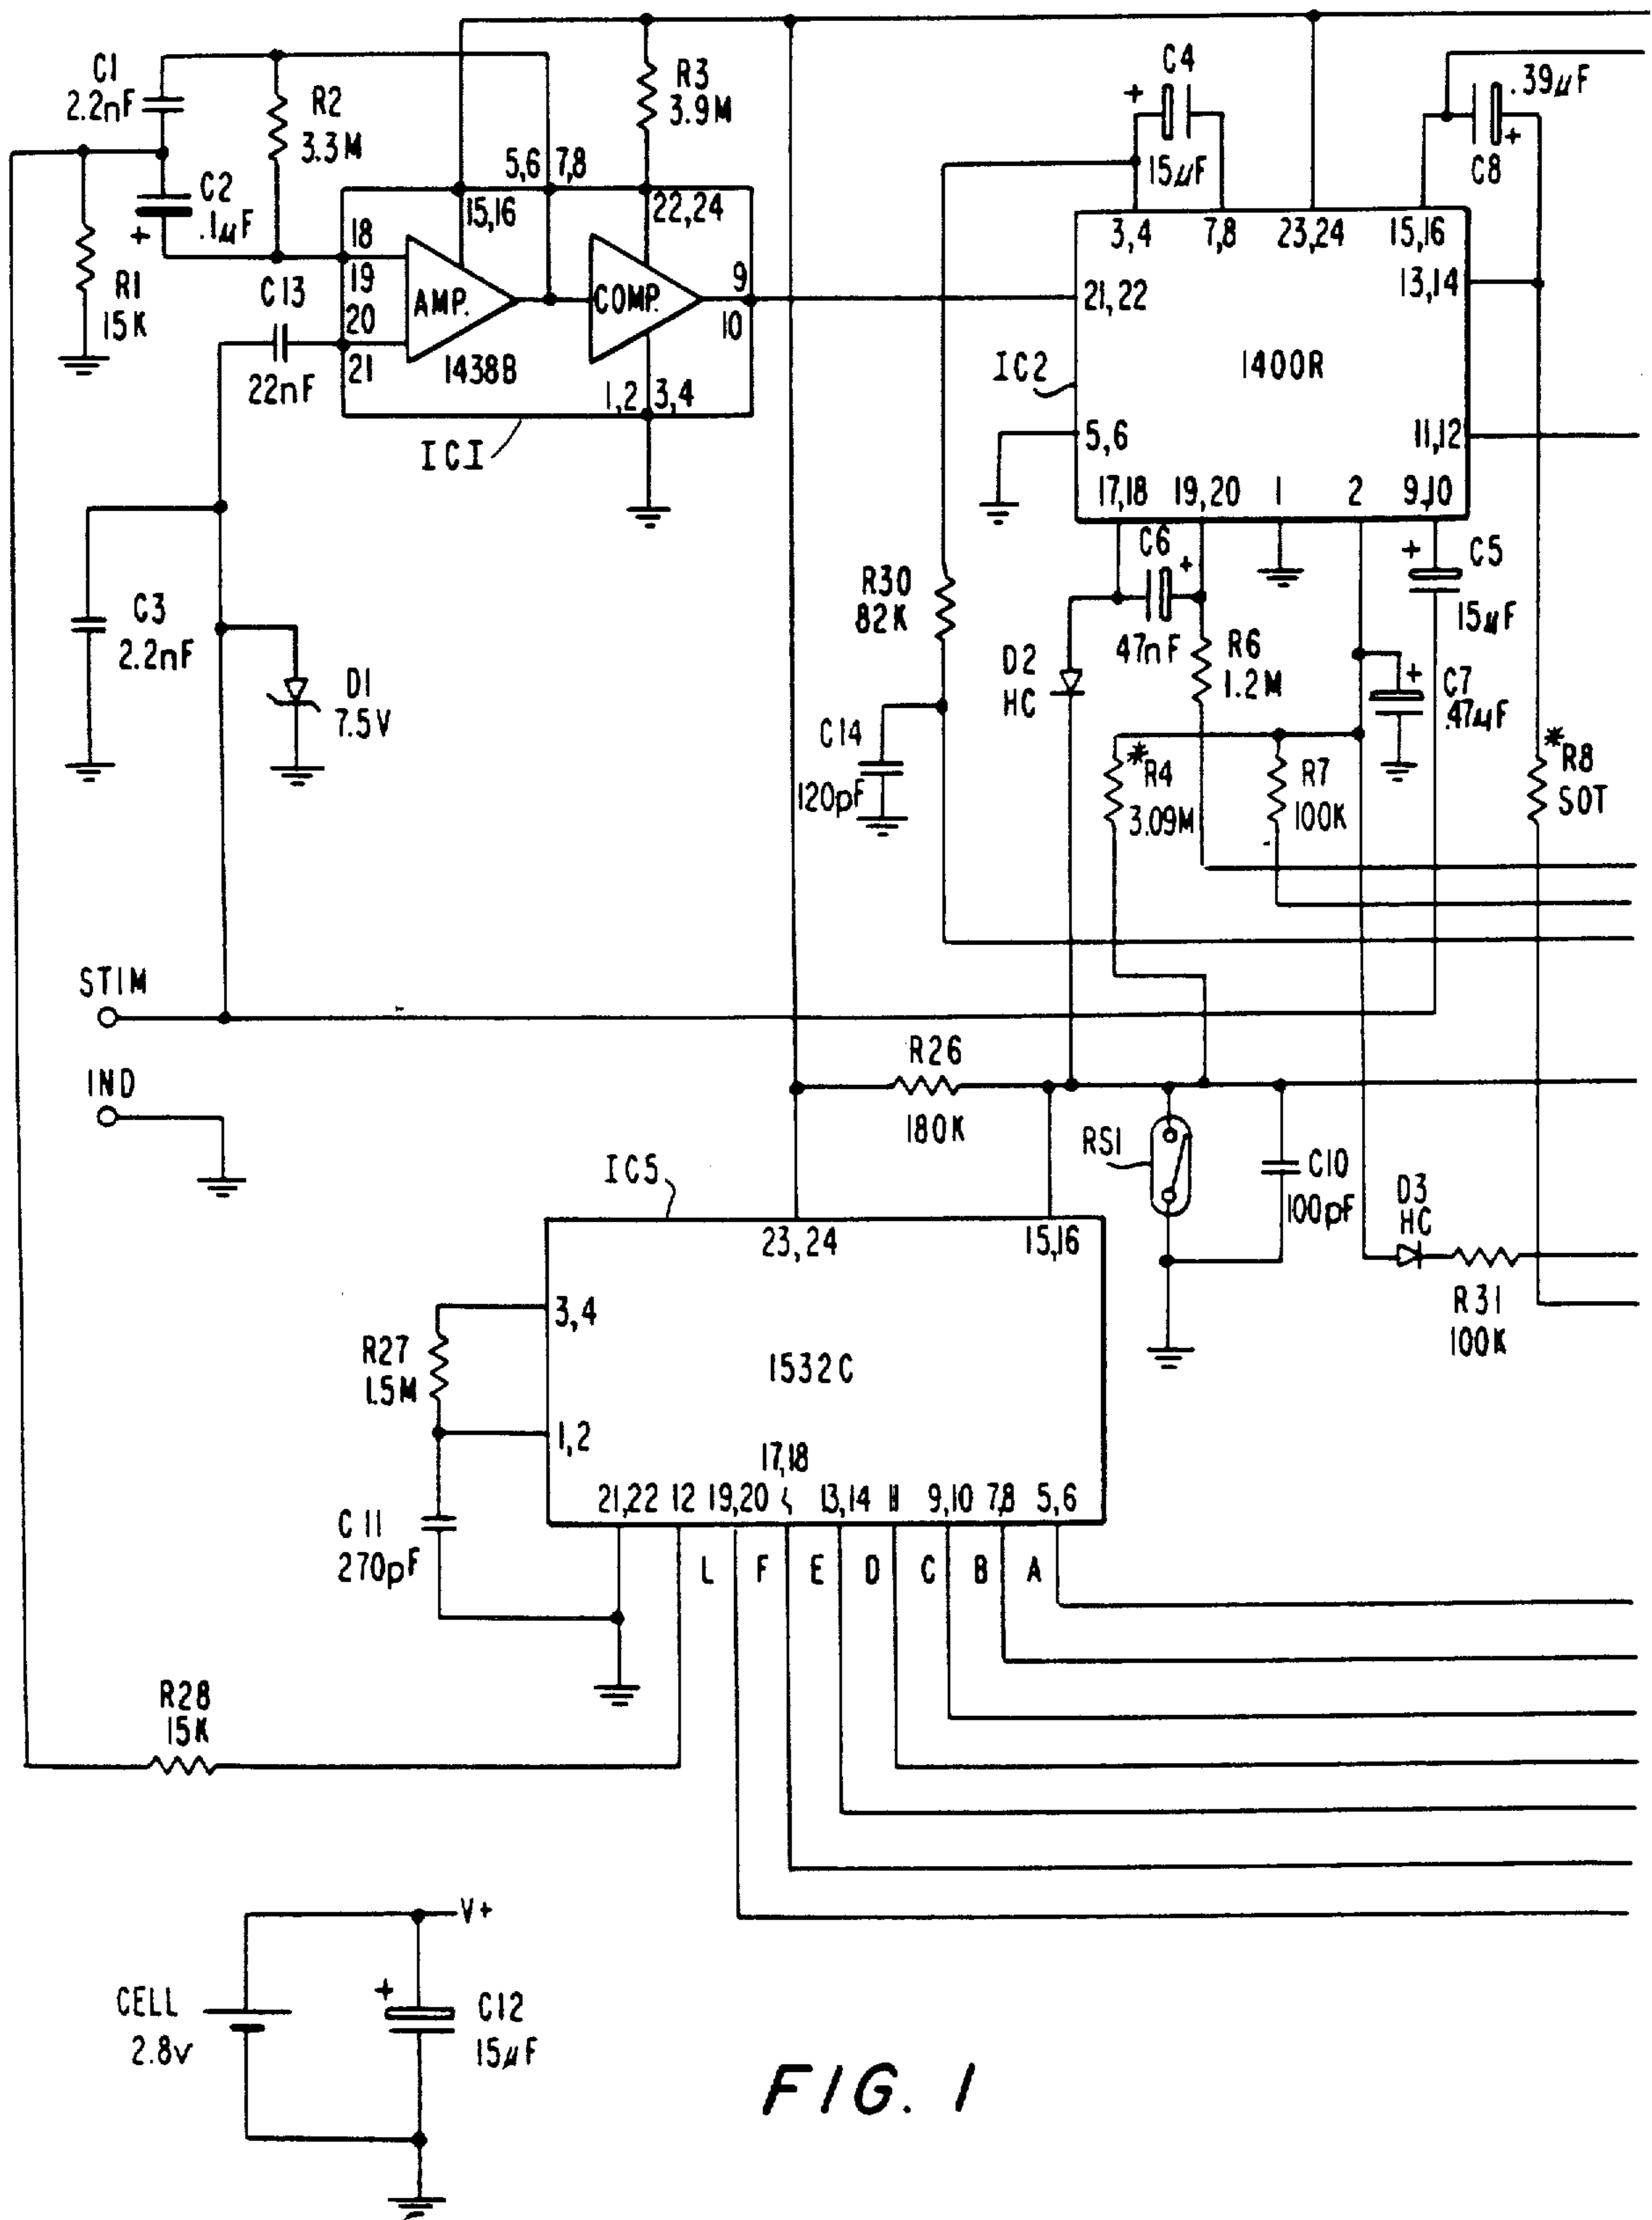 C1
2.2nF
R2
3.3M
R3
3.9M
C4
+
15µF
.39µF
+
C8
C2
.1µF
+
R1
15K
C13
22nF
5,6 7,8
15,16
22,24
18
19
20
21
AMP.
COMP.
9
10
1438B
1,2 3,4
IC1
3,4 7,8 23,24 15,16
13,14
21,22
1400R
IC2
5,6
11,12
17,18 19,20 1 2 9,10
C6
+
47nF
+
C5
15µF
R30
82K
C3
2.2nF
D1
7.5V
D2
HC
R6
1.2M
+
C7
.47µF
C14
120pF
*R4
3.09M
R7
100K
*R8
SOT
STIM
IND
R26
180K
RS1
C10
100pF
D3
HC
R31
100K
IC5
23,24 15,16
3,4
R27
1.5M
1532C
1,2
17,18
21,22 12 19,20 13,14 11 9,10 7,8 5,6
C11
270pF
L F E D C B A
R28
15K
V+
CELL
2.8v
+
C12
15µF
FIG. 1